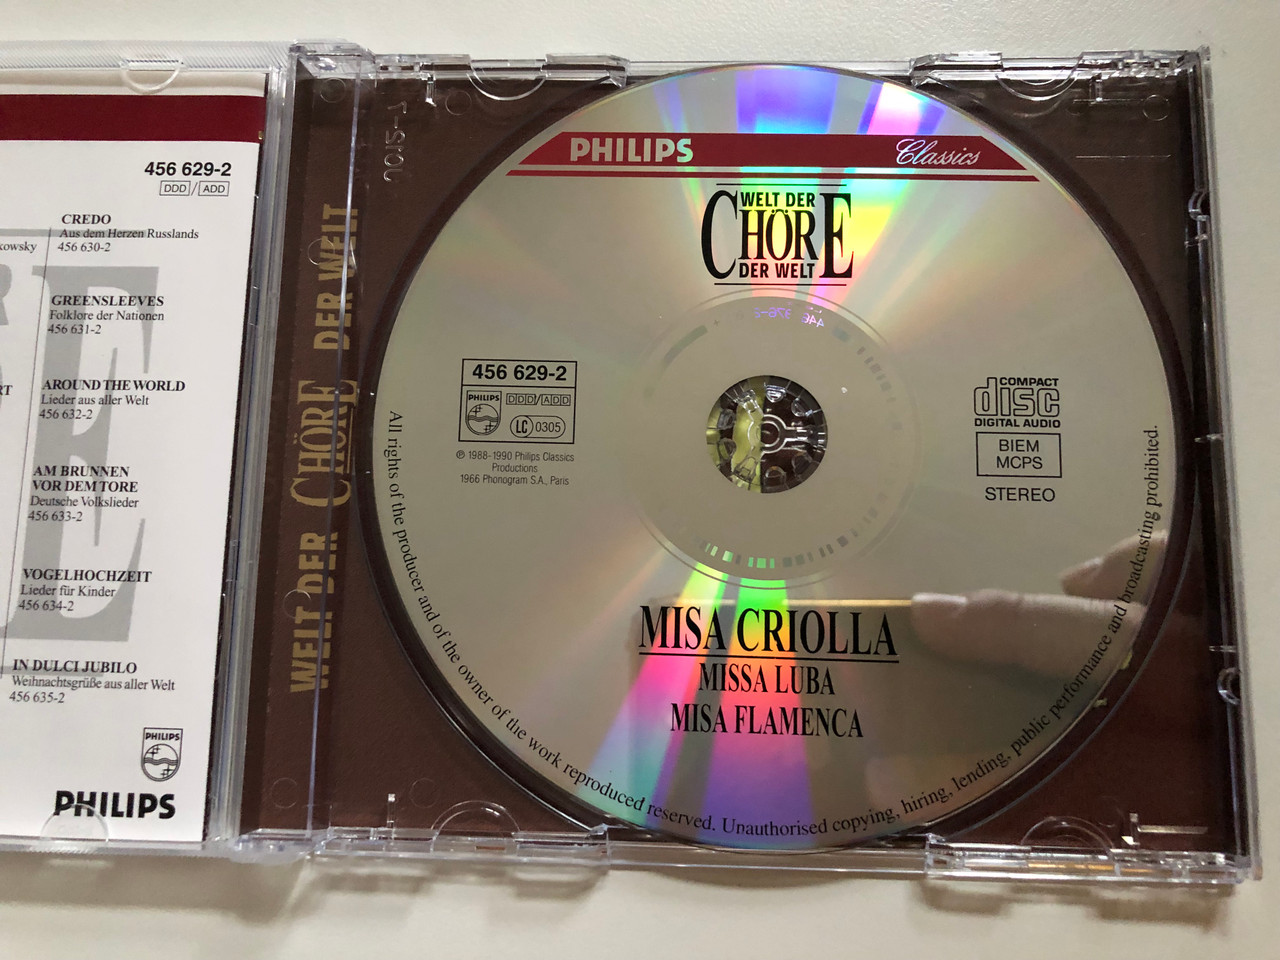 456 629-2
DDD/ADD
CREDO
Aus dem Herzen Russlands
kowsky
456 630-2
GREENSLEEVES
Folklore der Nationen
456 631-2
RT
AROUND THE WORLD
Lieder aus aller Welt
456 632-2
AM BRUNNEN
VOR DEM TORE
Deutsche Volkslieder
456 633-2
VOGELHOCHZEIT
Lieder für Kinder
456 634-2
IN DULCI JUBILO
Weihnachtsgrüße aus aller Welt
456 635-2
PHILIPS
PHILIPS
WELT DER CHÖRE DER WELT
PHILIPS Classics
WELT DER
CHÖRE
DER WELT
456 629-2
PHILIPS
DDD/ADD
LC 0305
℗ 1988-1990 Philips Classics
Productions
1966 Phonogram S.A., Paris
COMPACT
disc
DIGITAL AUDIO
BIEM
MCPS
STEREO
MISA CRIOLLA
MISSA LUBA
MISA FLAMENCA
All rights of the producer and of the owner of the work reproduced reserved. Unauthorised copying, hiring, lending, public performance and broadcasting prohibited.